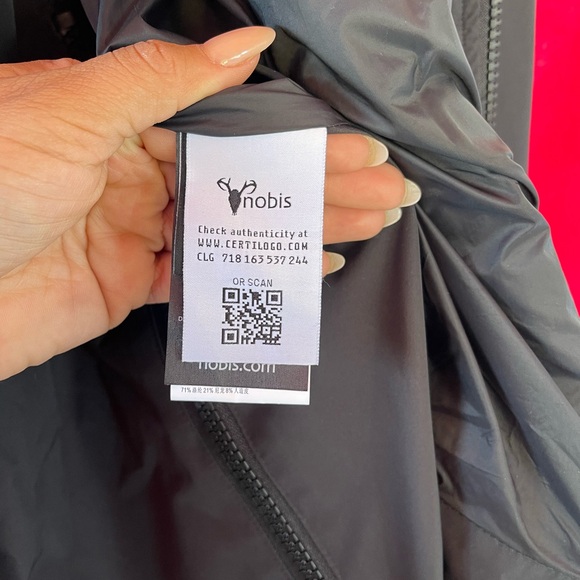 nobis
Check authenticity at
WWW.CERTILOGO.COM
CLG 718 163 537 244
OR SCAN
nobis.com